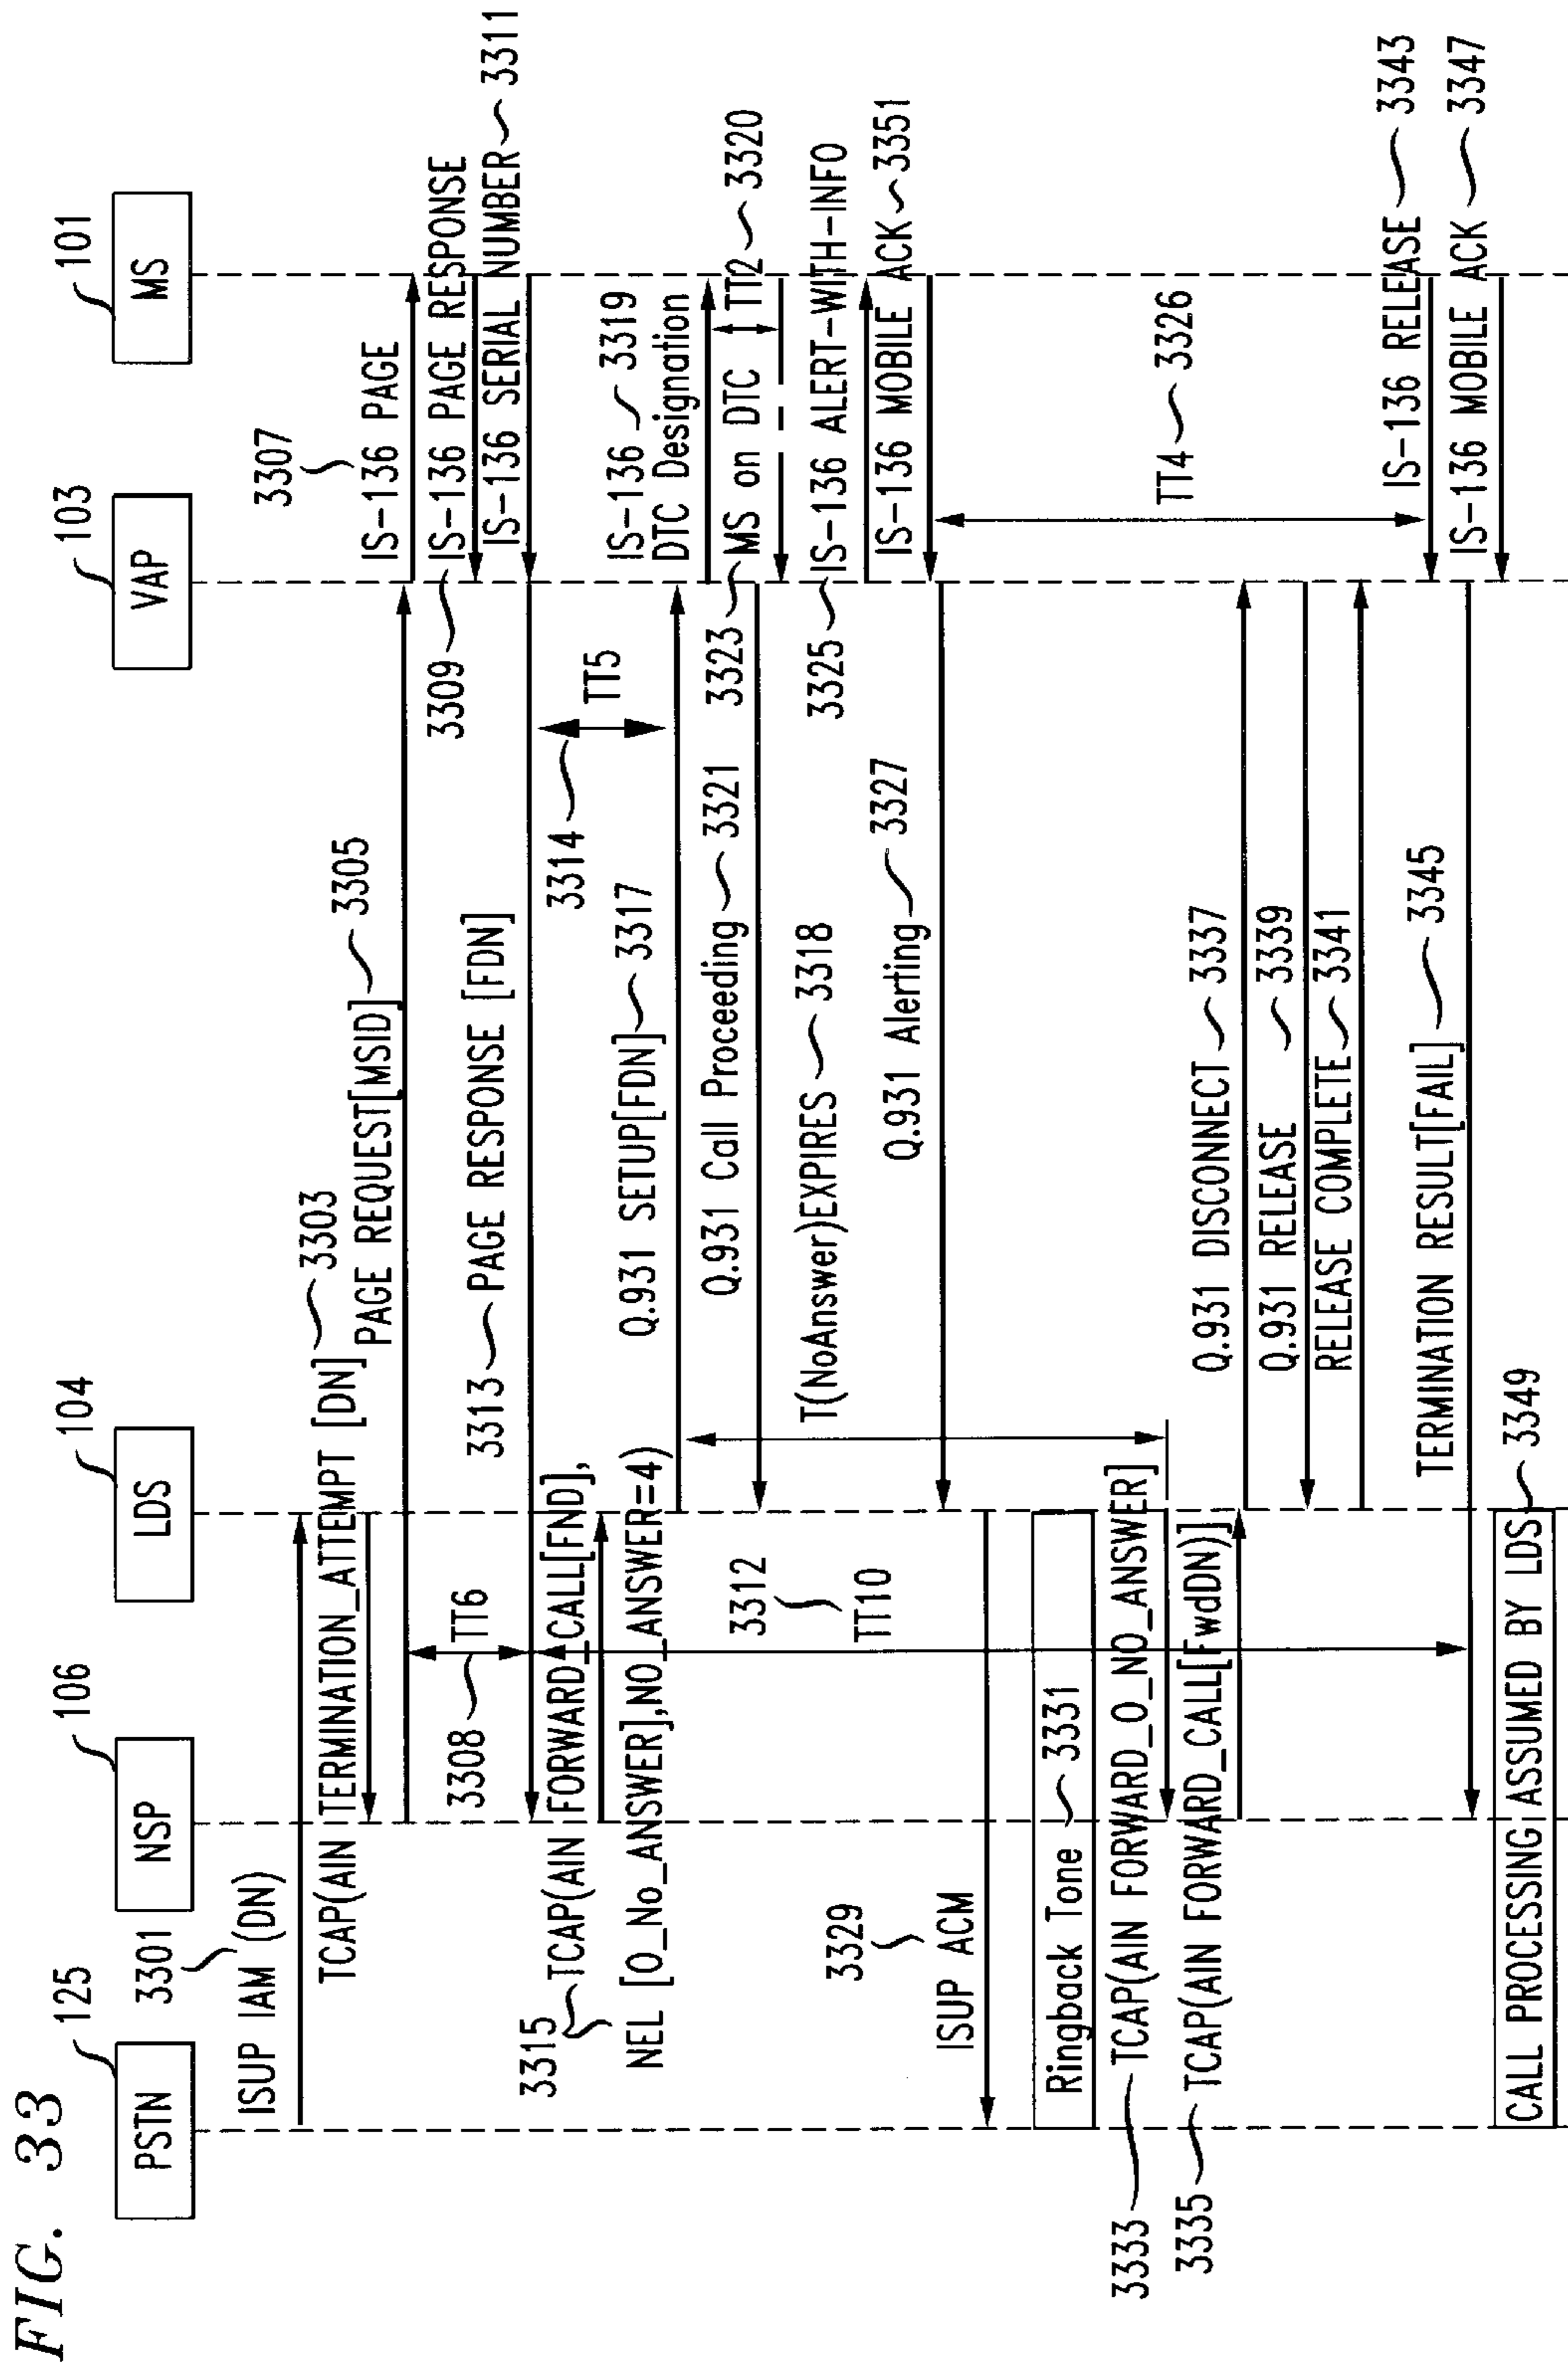 FIG. 33
125
106
104
103
101
PSTN
NSP
LDS
VAP
MS
3301
ISUP IAM (DN)
TCAP(AIN TERMINATION_ATTEMPT [DN] 3303
PAGE REQUEST[MSID] 3305
3307
IS-136 PAGE
3309 IS-136 PAGE RESPONSE
IS-136 SERIAL NUMBER 3311
3308
TT6
3313 PAGE RESPONSE [FDN]
3315 TCAP(AIN FORWARD_CALL[FND],
NEL [O_No_ANSWER],NO_ANSWER=4)
3314
TT5
Q.931 SETUP[FDN] 3317
IS-136 3319
DTC Designation
Q.931 Call Proceeding 3321
3323 MS on DTC
TT2 3320
3312
TT10
T(NoAnswer)EXPIRES 3318
3325 IS-136 ALERT-WITH-INFO
IS-136 MOBILE ACK 3351
Q.931 Alerting 3327
3329
ISUP ACM
Ringback Tone 3331
3333 TCAP(AIN FORWARD_O_NO_ANSWER]
3335 TCAP(AIN FORWARD_CALL[FwdDN)]
TT4 3326
Q.931 DISCONNECT 3337
Q.931 RELEASE 3339
RELEASE COMPLETE 3341
IS-136 RELEASE 3343
TERMINATION RESULT[FAIL] 3345
IS-136 MOBILE ACK 3347
CALL PROCESSING ASSUMED BY LDS 3349